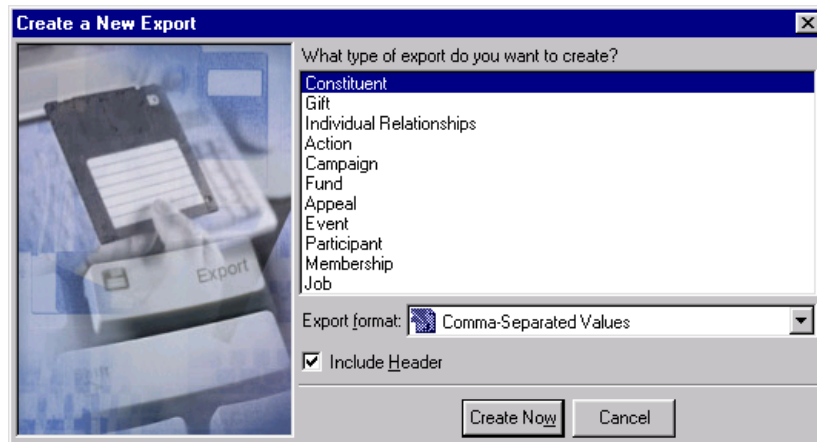 Create a New Export
What type of export do you want to create?
Constituent
Gift
Individual Relationships
Action
Campaign
Fund
Appeal
Event
Participant
Membership
Job
Export
Export format: Comma-Separated Values
Include Header
Create Now Cancel